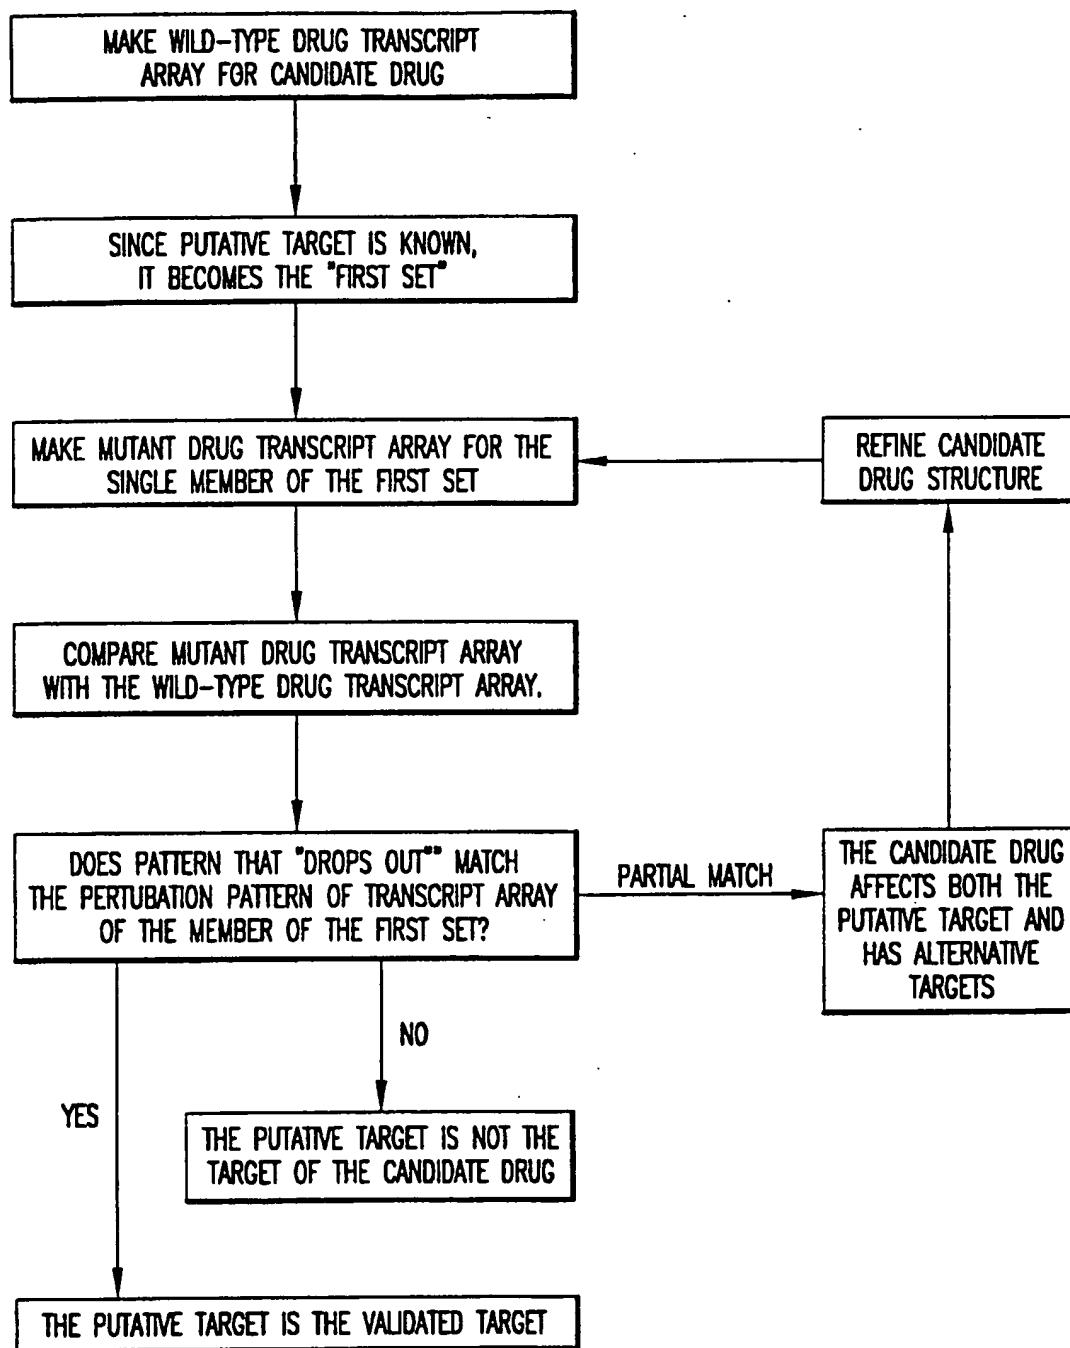 MAKE WILD-TYPE DRUG TRANSCRIPT
ARRAY FOR CANDIDATE DRUG
SINCE PUTATIVE TARGET IS KNOWN,
IT BECOMES THE "FIRST SET"
MAKE MUTANT DRUG TRANSCRIPT ARRAY FOR THE
SINGLE MEMBER OF THE FIRST SET
REFINE CANDIDATE
DRUG STRUCTURE
COMPARE MUTANT DRUG TRANSCRIPT ARRAY
WITH THE WILD-TYPE DRUG TRANSCRIPT ARRAY.
DOES PATTERN THAT "DROPS OUT"" MATCH
THE PERTUBATION PATTERN OF TRANSCRIPT ARRAY
OF THE MEMBER OF THE FIRST SET?
PARTIAL MATCH
THE CANDIDATE DRUG
AFFECTS BOTH THE
PUTATIVE TARGET AND
HAS ALTERNATIVE
TARGETS
NO
YES
THE PUTATIVE TARGET IS NOT THE
TARGET OF THE CANDIDATE DRUG
THE PUTATIVE TARGET IS THE VALIDATED TARGET